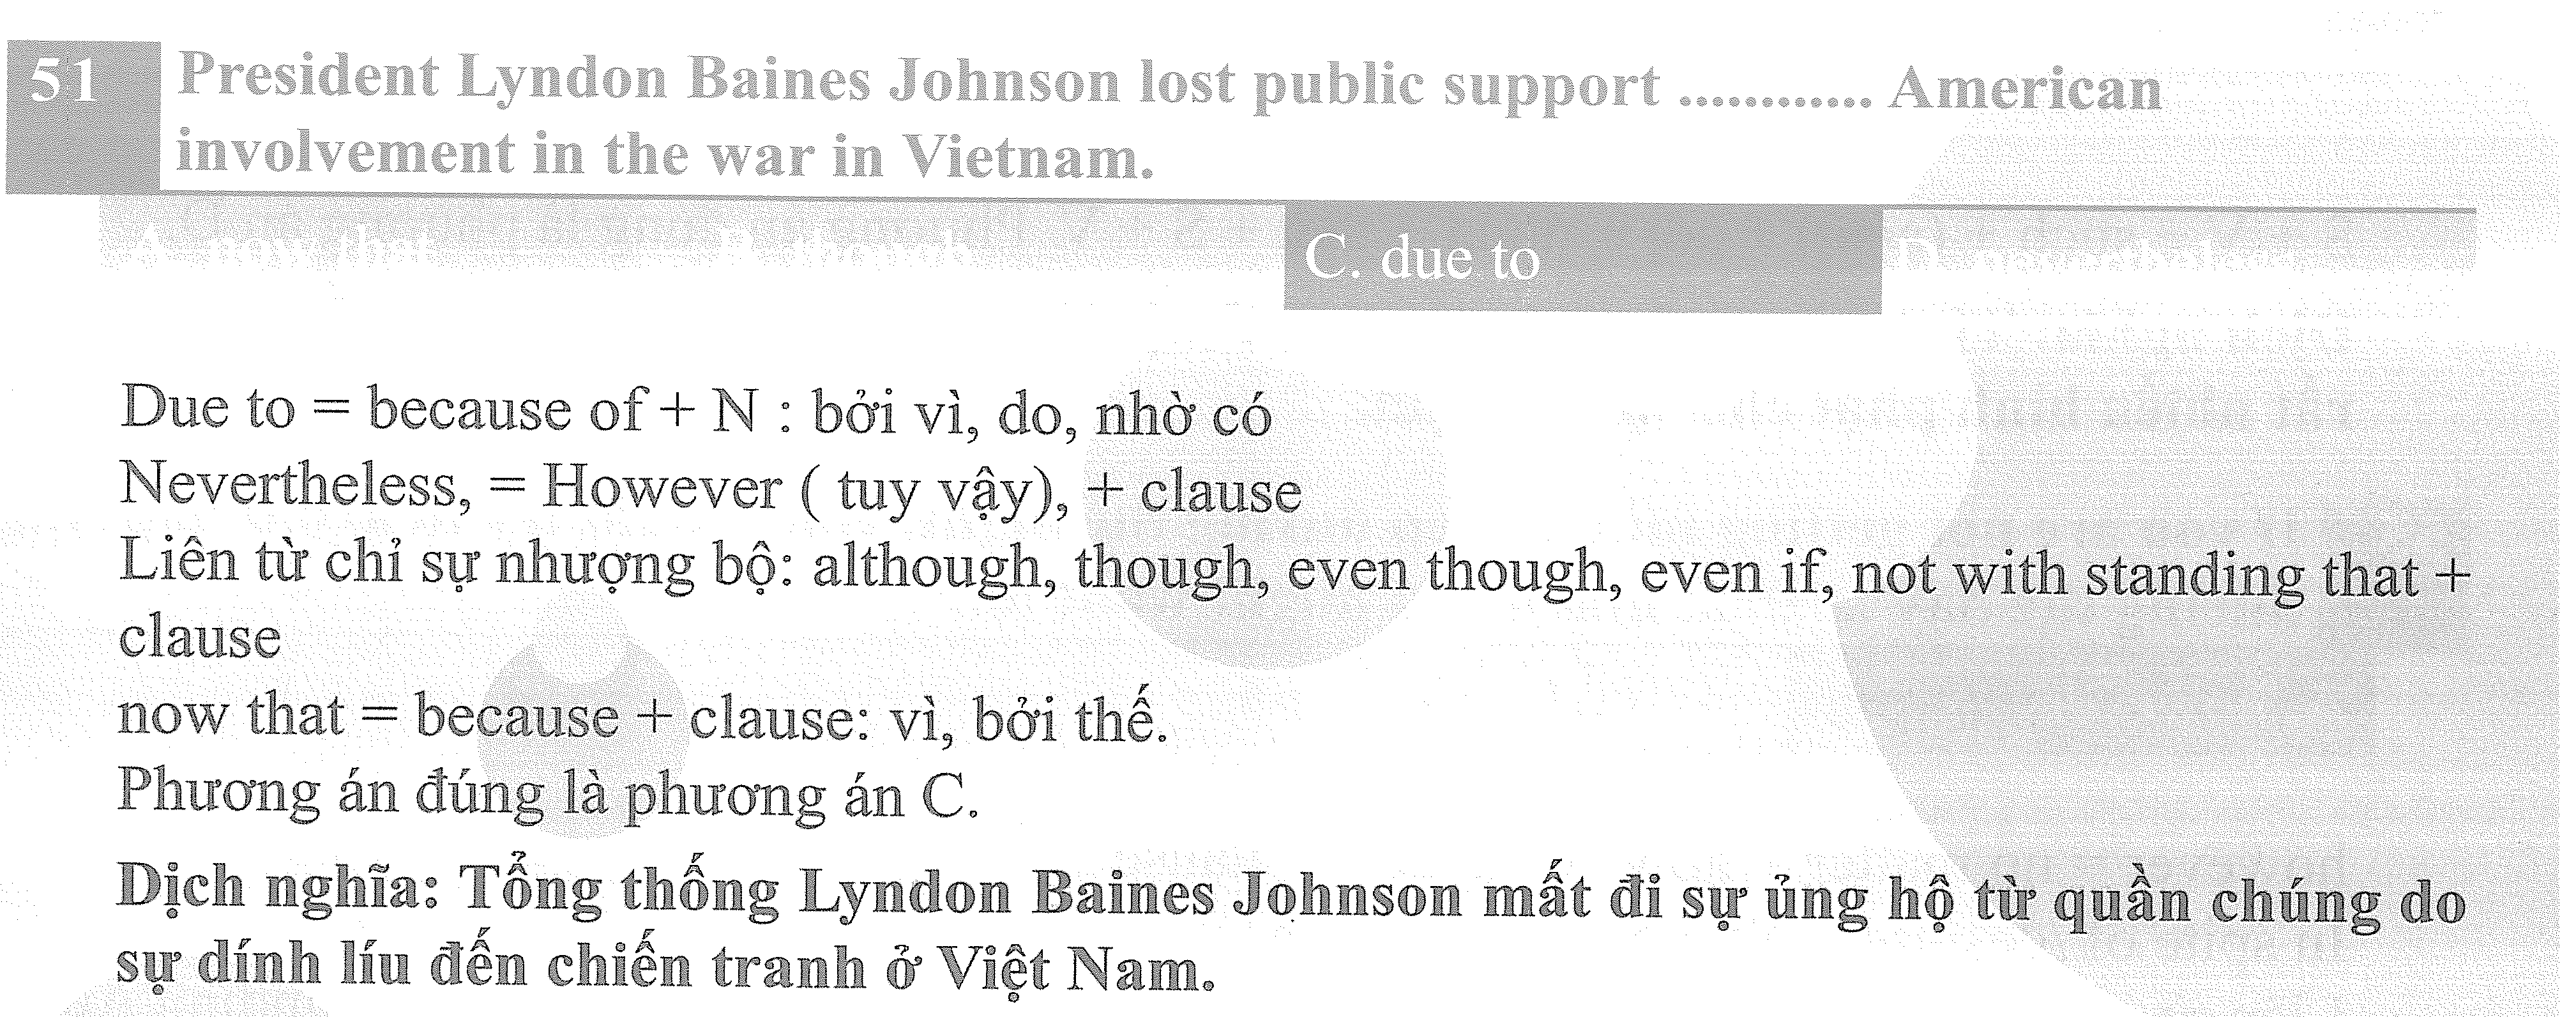 51 President Lyndon Baines Johnson lost public support ............ American
involvement in the war in Vietnam.
A. now that B. though C. due to D. nevertheless
Due to = because of + N : bởi vì, do, nhờ có
Nevertheless, = However ( tuy vậy), + clause
Liên từ chỉ sự nhượng bộ: although, though, even though, even if, not with standing that +
clause
now that = because + clause: vì, bởi thế.
Phương án đúng là phương án C.
Dịch nghĩa: Tổng thống Lyndon Baines Johnson mất đi sự ủng hộ từ quần chúng do
sự dính líu đến chiến tranh ở Việt Nam.